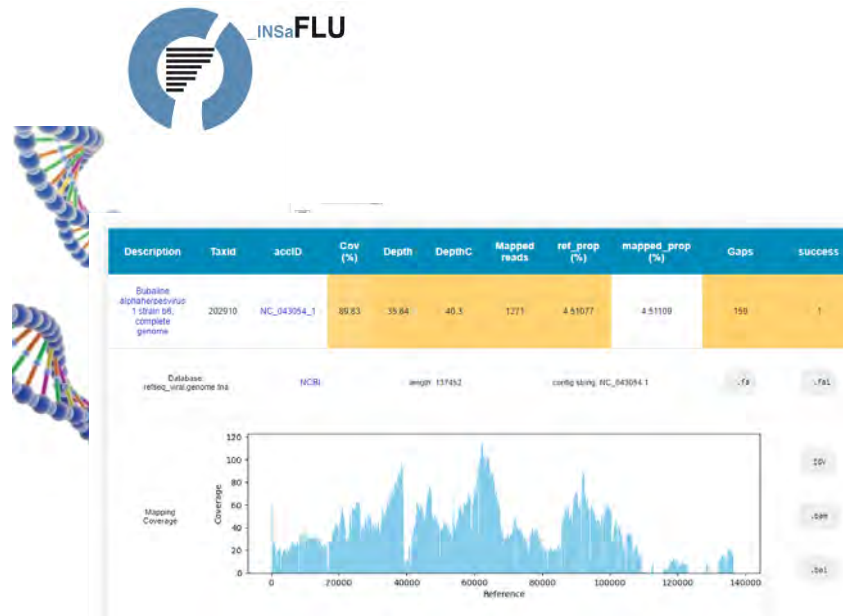 _INSaFLU
Description Taxid accID Cov (%) Depth DepthC Mapped reads ref_prop (%) mapped_prop (%) Gaps success
Bubaline
alphaherpesvirus
1 strain b6,
complete
genome
202910 NC_043054_1 89.83 35.84 40.3 1271 4.51077 4.51109 159 1
Database:
refseq_viral.genome.fna
NCBI length: 137452 contig string: NC_043054.1 .fa .fai
Mapping
Coverage
Coverage
120
100
80
60
40
20
0
0 20000 40000 60000 80000 100000 120000 140000
Reference
IGV
.bam
.bai